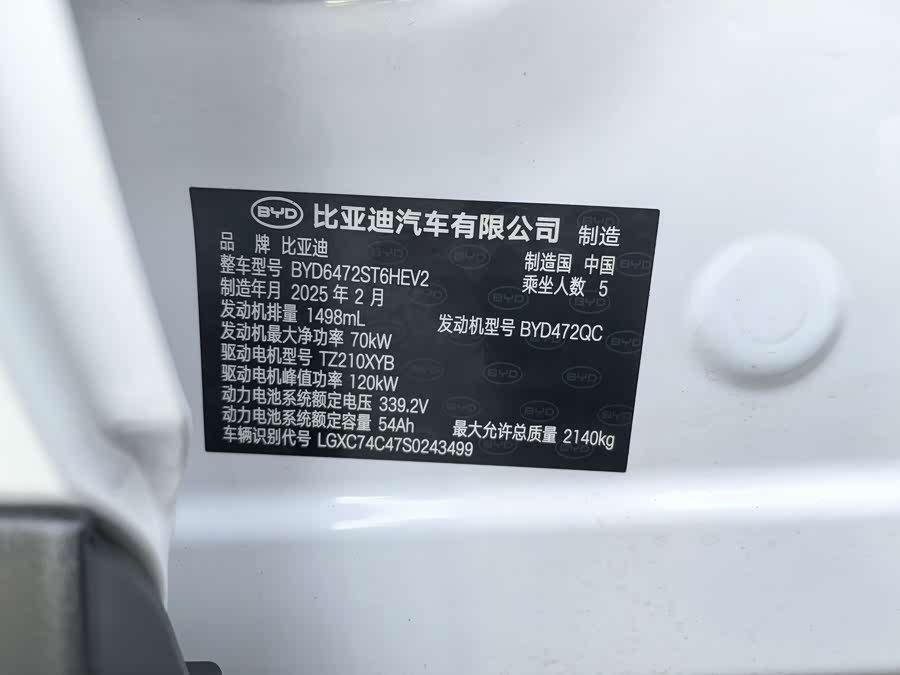 BYD 比亚迪汽车有限公司 制造
品 牌 比亚迪 制造国 中国
整车型号 BYD6472ST6HEV2 乘坐人数 5
制造年月 2025 年 2 月
发动机排量 1498mL 发动机型号 BYD472QC
发动机最大净功率 70kW
驱动电机型号 TZ210XYB
驱动电机峰值功率 120kW
动力电池系统额定电压 339.2V
动力电池系统额定容量 54Ah 最大允许总质量 2140kg
车辆识别代号 LGXC74C47S0243499